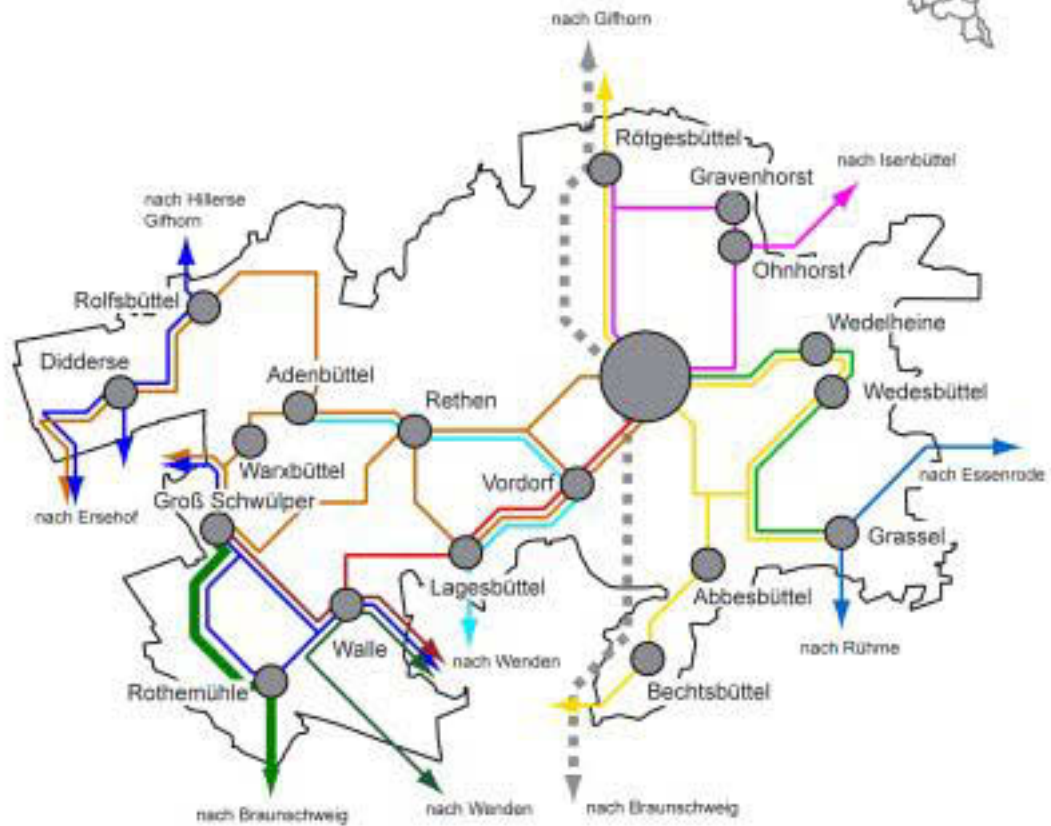 nach Gifhorn
Rötgesbüttel
nach Isenbüttel
Gravenhorst
nach Hillerse
Gifhorn
Ohnhorst
Rolfsbüttel
Wedelheine
Didderse
Adenbüttel
Rethen
Wedesbüttel
Warxbüttel
Vordorf
nach Essenrode
Groß Schwülper
nach Ersehof
Grassel
Lagesbüttel
Abbesbüttel
Walle
nach Wenden
nach Rühme
Rothemühle
Bechtsbüttel
nach Braunschweig
nach Wenden
nach Braunschweig